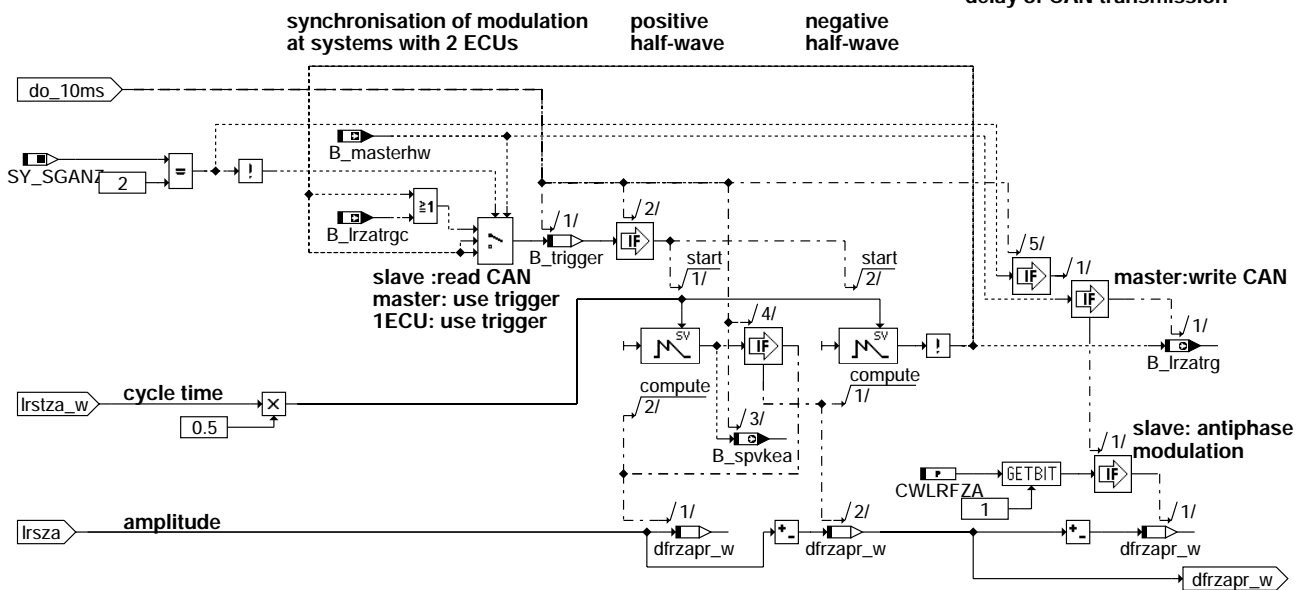 delay of CAN transmission
synchronisation of modulation
at systems with 2 ECUs
positive
half-wave
negative
half-wave
do_10ms
B_masterhw
SY_SGANZ
2
=
!
≥1
B_lrzatrgc
/1/
B_trigger
/2/
IF
slave :read CAN
master: use trigger
1ECU: use trigger
start
1/
start
2/
/5/
IF
/1/
IF
master:write CAN
/1/
B_lrzatrg
SV
/4/
IF
SV
!
compute
2/
compute
1/
/3/
B_spvkea
lrstza_w
cycle time
×
0.5
slave: antiphase
modulation
P
CWLRFZA
GETBIT
1
/1/
IF
lrsza
amplitude
/1/
dfrzapr_w
+
-
/2/
dfrzapr_w
+
-
/1/
dfrzapr_w
dfrzapr_w